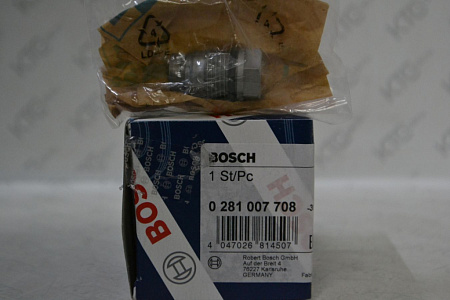 BOSCH
BOSCH
1 St/Pc
0 281 007 708
4 047026 814507
Robert Bosch GmbH
Auf der Breit 4
76227 Karlsruhe
GERMANY